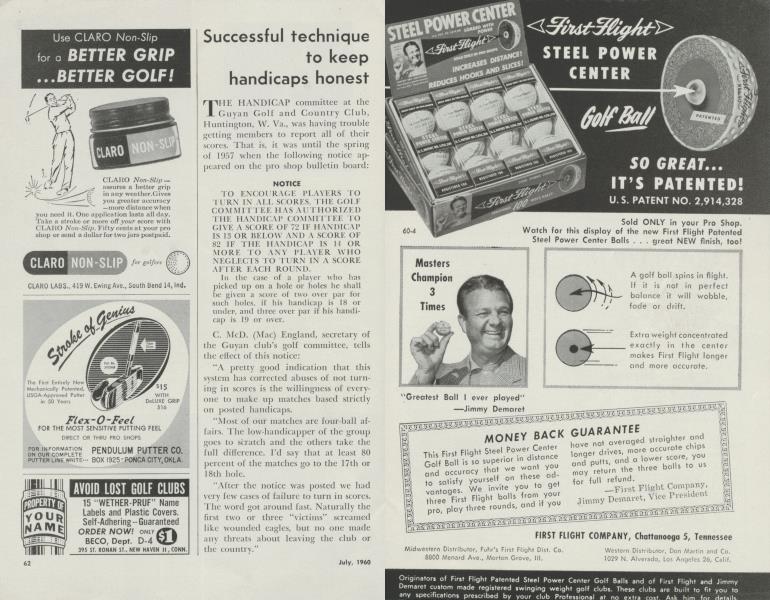 Use CLARO Non-Slip
for a BETTER GRIP
...BETTER GOLF!
CLARO NON-SLIP
CLARO Non-Slip —
assures a better grip
in any weather. Gives
you greater accuracy
—more distance when
you need it. One application lasts all day.
Take a stroke or more off your score with
CLARO Non-Slip. Fifty cents at your pro
shop or send a dollar for two jars postpaid.
CLARO NON-SLIP for golfers
CLARO LABS., 419 W. Ewing Ave., South Bend 14, Ind.
Stroke of Genius
The First Entirely New
Mechanically Patented,
USGA-Approved Putter
in 50 Years
$15
WITH
DeLUXE GRIP
$16
Flex-O-Feel
FOR THE MOST SENSITIVE PUTTING FEEL
DIRECT OR THRU PRO SHOPS
FOR INFORMATION
ON OUR COMPLETE
PUTTER LINE WRITE—
PENDULUM PUTTER CO.
BOX 1925 · PONCA CITY, OKLA.
PROPERTY OF
YOUR
NAME
AVOID LOST GOLF CLUBS
15 "WETHER-PRUF" Name
Labels and Plastic Covers.
Self-Adhering — Guaranteed
ORDER NOW! ONLY $1
BECO, Dept. D-4
395 ST. RONAN ST., NEW HAVEN 11, CONN.
62
Successful technique
to keep
handicaps honest
THE HANDICAP committee at the
Guyan Golf and Country Club,
Huntington, W. Va., was having trouble
getting members to report all of their
scores. That is, it was until the spring
of 1957 when the following notice ap-
peared on the pro shop bulletin board:
NOTICE
TO ENCOURAGE PLAYERS TO
TURN IN ALL SCORES, THE GOLF
COMMITTEE HAS AUTHORIZED
THE HANDICAP COMMITTEE TO
GIVE A SCORE OF 72 IF HANDICAP
IS 13 OR BELOW AND A SCORE OF
82 IF THE HANDICAP IS 14 OR
MORE TO ANY PLAYER WHO
NEGLECTS TO TURN IN A SCORE
AFTER EACH ROUND.
In the case of a player who has
picked up on a hole or holes he shall
be given a score of two over par for
such holes, if his handicap is 18 or
under, and three over par if his handi-
cap is 19 or over.
C. McD. (Mac) England, secretary of
the Guyan club's golf committee, tells
the effect of this notice:
"A pretty good indication that this
system has corrected abuses of not turn-
ing in scores is the willingness of every-
one to make up matches based strictly
on posted handicaps.
"Most of our matches are four-ball af-
fairs. The low-handicapper of the group
goes to scratch and the others take the
full difference. I'd say that at least 80
percent of the matches go to the 17th or
18th hole.
"After the notice was posted we had
very few cases of failure to turn in scores.
The word got around fast. Naturally the
first two or three "victims" screamed
like wounded eagles, but no one made
any threats about leaving the club or
the country."
July, 1960
STEEL POWER CENTER
First-Flight
INCREASES DISTANCE!
REDUCES HOOKS AND SLICES!
First-Flight
First-Flight
STEEL POWER
CENTER
Golf Ball
PATENTED
SO GREAT...
IT'S PATENTED!
U.S. PATENT NO. 2,914,328
60-4
Sold ONLY in your Pro Shop.
Watch for this display of the new First Flight Patented
Steel Power Center Balls . . . great NEW finish, too!
Masters
Champion
3
Times
A golf ball spins in flight.
If it is not in perfect
balance it will wobble,
fade or drift.
Extra weight concentrated
exactly in the center
makes First Flight longer
and more accurate.
"Greatest Ball I ever played"
—Jimmy Demaret
MONEY BACK GUARANTEE
This First Flight Steel Power Center
Golf Ball is so superior in distance
and accuracy that we want you
to satisfy yourself on these ad-
vantages. We invite you to get
three First Flight balls from your
pro, play three rounds, and if you
have not averaged straighter and
longer drives, more accurate chips
and putts, and a lower score, you
may return the three balls to us
for full refund.
—First Flight Company,
Jimmy Demaret, Vice President
FIRST FLIGHT COMPANY, Chattanooga 5, Tennessee
Midwestern Distributor, Fuhr's First Flight Dist. Co.
8800 Menard Ave., Morton Grove, Ill.
Western Distributor, Don Martin and Co.
1029 N. Alvarado, Los Angeles 26, Calif.
Originators of First Flight Patented Steel Power Center Golf Balls and of First Flight and Jimmy
Demaret custom made registered swinging weight golf clubs. These clubs are built to fit you to
any specifications prescribed by your club Professional at no extra cost. Ask him for details.